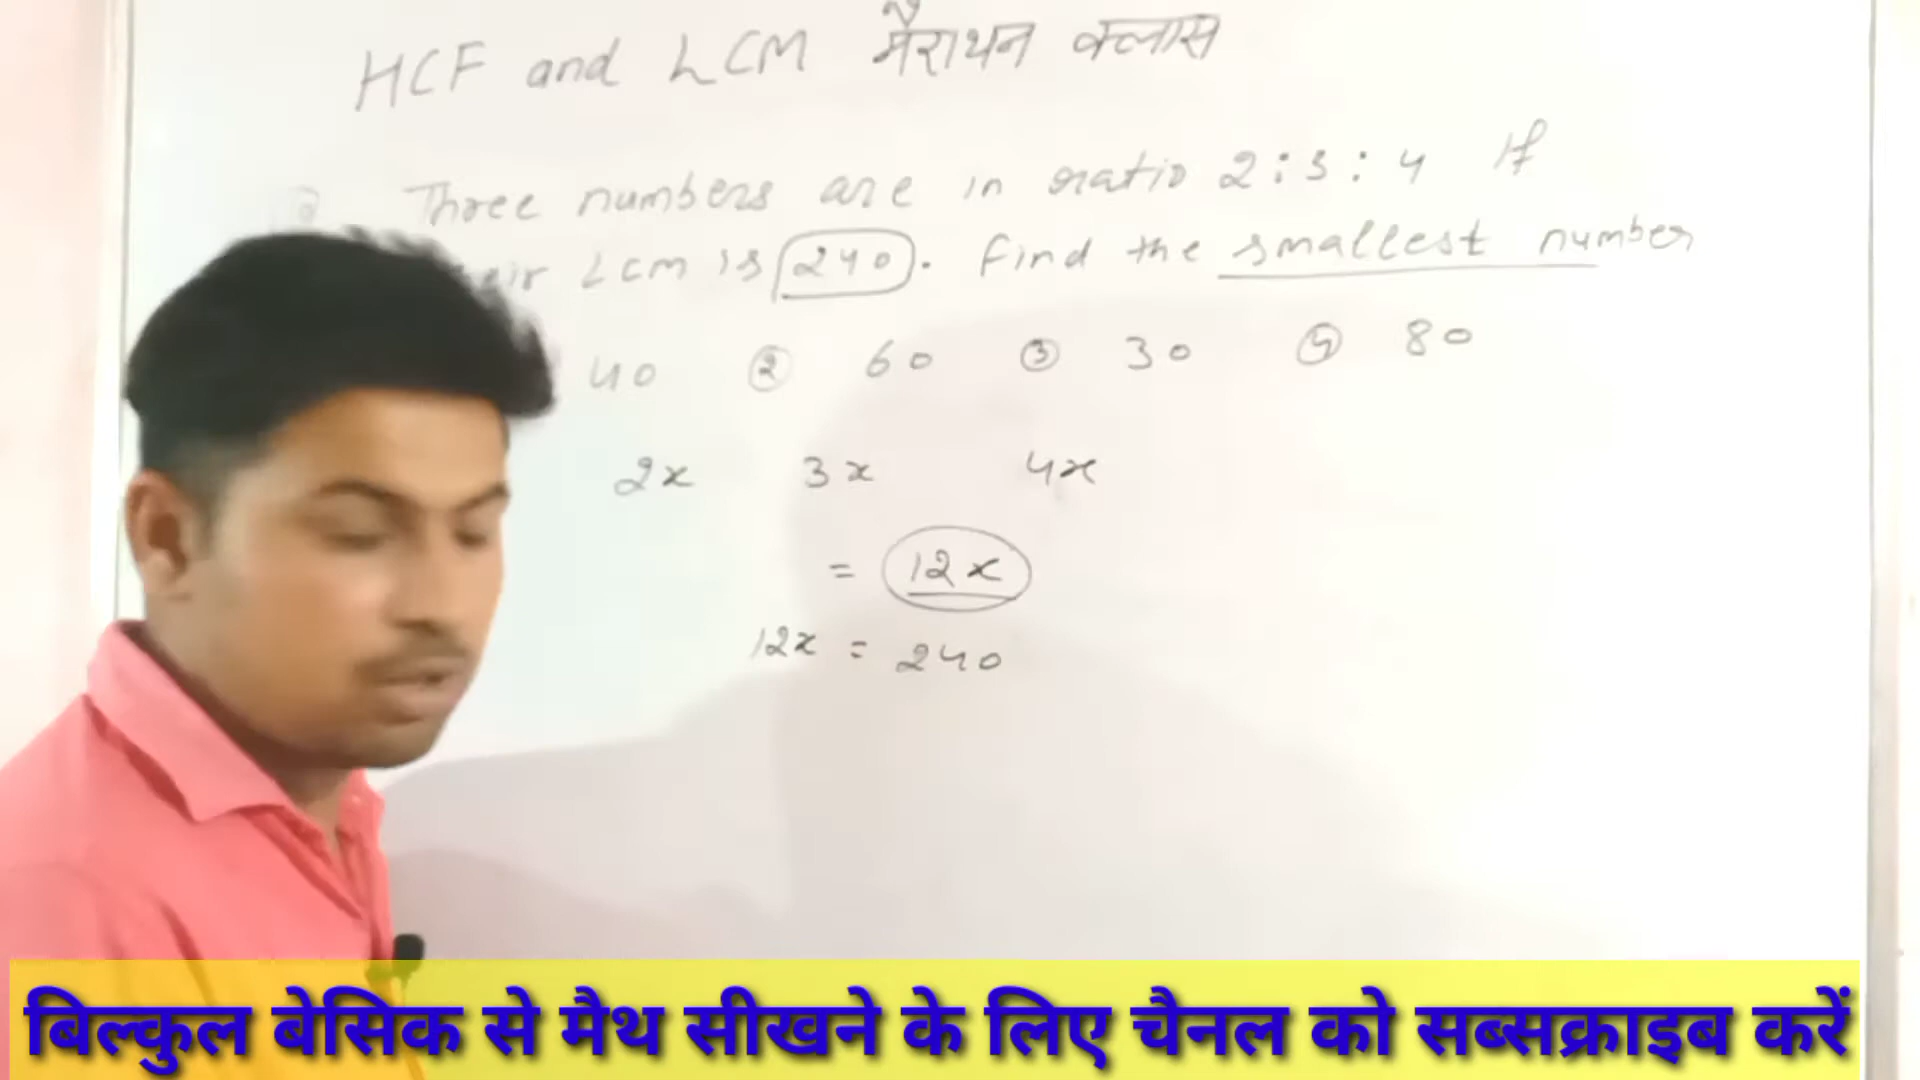 HCF and LCM मैराथन क्लास
Three numbers are in ratio 2:3:4 If
LCM is 240. Find the smallest number
40 ② 60 ③ 30 ④ 80
2x 3x 4x
= 12x
12x = 240
बिल्कुल बेसिक से मैथ सीखने के लिए चैनल को सब्सक्राइब करें